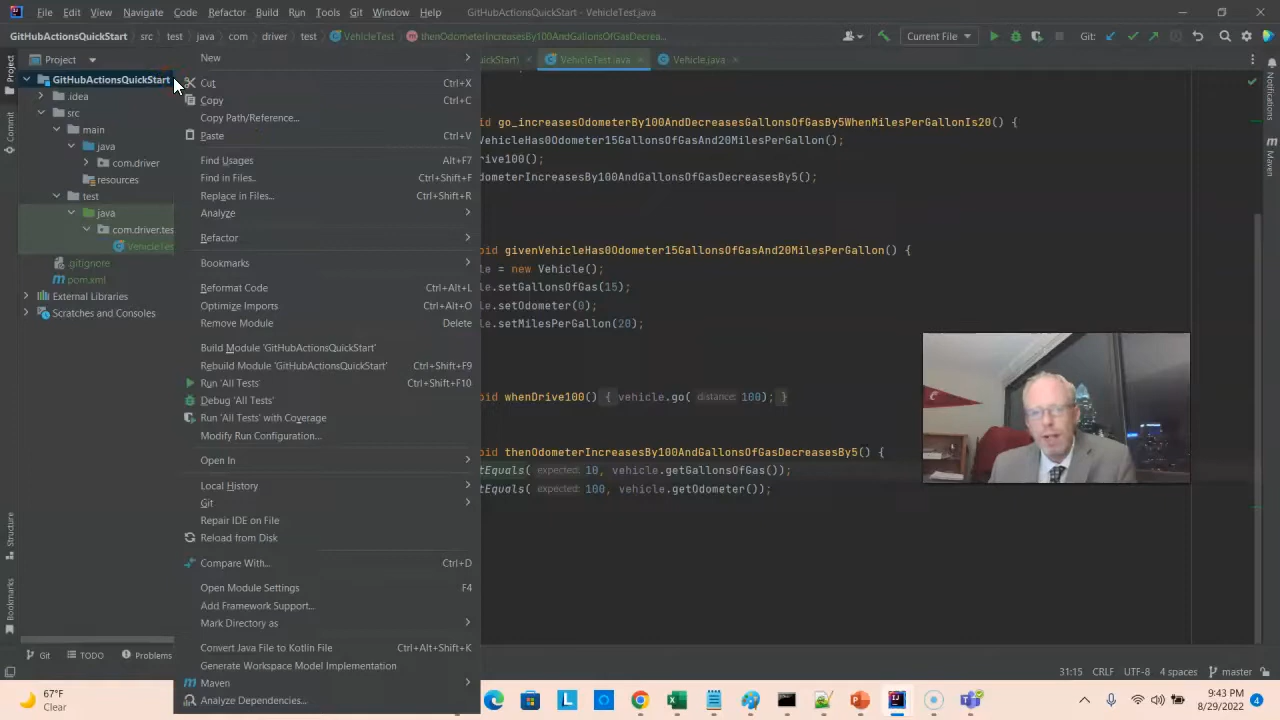 File Edit View Navigate Code Refactor Build Run Tools Git Window Help GitHubActionsQuickStart - VehicleTest.java
GitHubActionsQuickStart src test java com driver test VehicleTest thenOdometerIncreasesBy100AndGallonsOfGasDecrea... Current File Git:
Project
QuickStart)
VehicleTest.java
Vehicle.java
GitHubActionsQuickStart
.idea
src
main
java
com.driver
resources
test
java
com.driver.tes
VehicleTest
.gitignore
pom.xml
External Libraries
Scratches and Consoles
Project
Commit
Structure
Bookmarks
New
Cut Ctrl+X
Copy Ctrl+C
Copy Path/Reference...
Paste Ctrl+V
Find Usages Alt+F7
Find in Files... Ctrl+Shift+F
Replace in Files... Ctrl+Shift+R
Analyze
Refactor
Bookmarks
Reformat Code Ctrl+Alt+L
Optimize Imports Ctrl+Alt+O
Remove Module Delete
Build Module 'GitHubActionsQuickStart'
Rebuild Module 'GitHubActionsQuickStart' Ctrl+Shift+F9
Run 'All Tests' Ctrl+Shift+F10
Debug 'All Tests'
Run 'All Tests' with Coverage
Modify Run Configuration...
Open In
Local History
Git
Repair IDE on File
Reload from Disk
Compare With... Ctrl+D
Open Module Settings F4
Add Framework Support...
Mark Directory as
Convert Java File to Kotlin File Ctrl+Alt+Shift+K
Generate Workspace Model Implementation
Maven
Analyze Dependencies...
id go_increasesOdometerBy100AndDecreasesGallonsOfGasBy5WhenMilesPerGallonIs20() {
VehicleHas0Odometer15GallonsOfGasAnd20MilesPerGallon();
rive100();
dometerIncreasesBy100AndGallonsOfGasDecreasesBy5();
oid givenVehicleHas0Odometer15GallonsOfGasAnd20MilesPerGallon() {
le = new Vehicle();
le.setGallonsOfGas(15);
le.setOdometer(0);
le.setMilesPerGallon(20);
oid whenDrive100() { vehicle.go( distance: 100); }
oid thenOdometerIncreasesBy100AndGallonsOfGasDecreasesBy5() {
tEquals( expected: 10, vehicle.getGallonsOfGas());
tEquals( expected: 100, vehicle.getOdometer());
Notifications
Maven
C
Git TODO Problems
31:15 CRLF UTF-8 4 spaces master
67°F
Clear
L
9:43 PM
8/29/2022
4